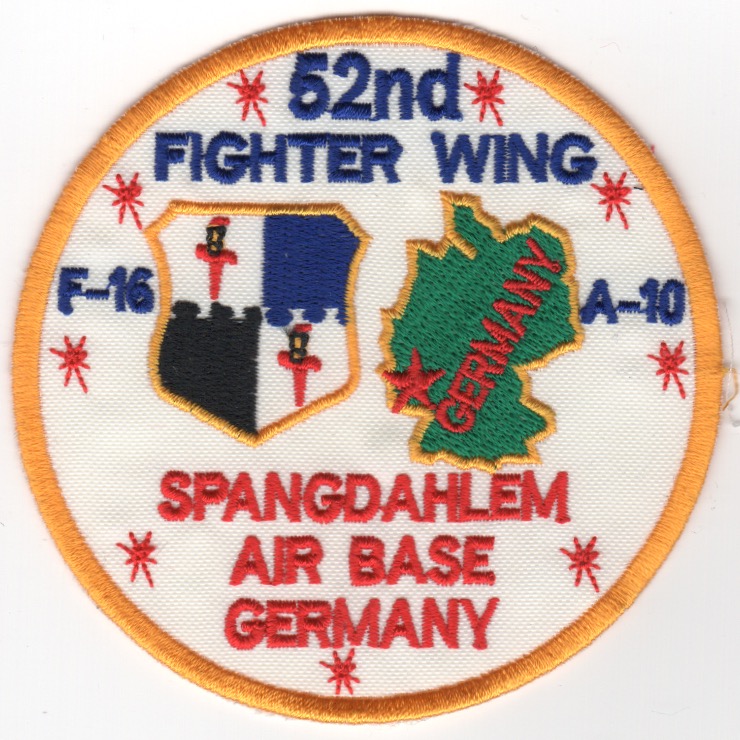 52nd
FIGHTER WING
F-16
A-10
GERMANY
SPANGDAHLEM
AIR BASE
GERMANY